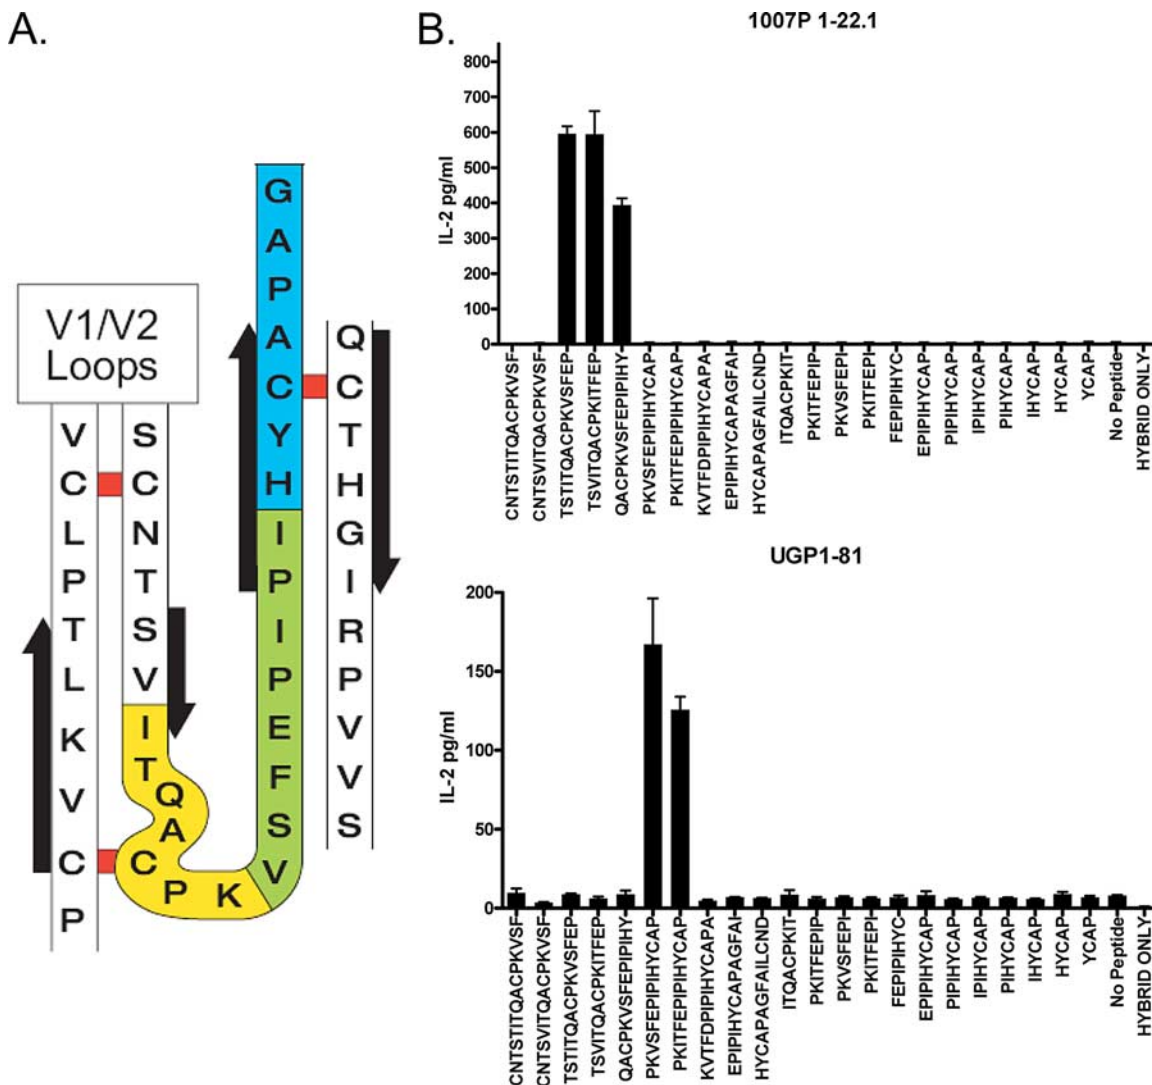 A.
V1/V2
Loops
V
C
L
P
T
L
K
V
C
P
S
C
N
T
S
V
I
T
Q
A
C
P
K
V
S
F
E
P
I
P
I
H
Y
C
A
P
A
G
Q
C
T
H
G
I
R
P
V
V
S
B.
1007P 1-22.1
IL-2 pg/ml
800
700
600
500
400
300
200
100
0
CNTSTITQACPKVSF
CNTSVITQACPKVSF
TSTITQACPKVSFEP
TSVITQACPKITFEP
QACPKVSFEPIPIHY
PKVSFEPIPIHYCAP
PKITFEPIPIHYCAP
KVTFDPIPIHYCAPA
EPIPIHYCAPAGFAI
HYCAPAGFAILCND
ITQACPKIT
PKITFEPIP
PKVSFEPI
PKITFEPI
FEPIPIHYC
EPIPIHYCAP
PIPIHYCAP
IPIHYCAP
PIHYCAP
IHYCAP
HYCAP
YCAP
No Peptide
HYBRID ONLY
UGP1-81
IL-2 pg/ml
200
150
100
50
0
CNTSTITQACPKVSF
CNTSVITQACPKVSF
TSTITQACPKVSFEP
TSVITQACPKITFEP
QACPKVSFEPIPIHY
PKVSFEPIPIHYCAP
PKITFEPIPIHYCAP
KVTFDPIPIHYCAPA
EPIPIHYCAPAGFAI
HYCAPAGFAILCND
ITQACPKIT
PKITFEPIP
PKVSFEPI
PKITFEPI
FEPIPIHYC
EPIPIHYCAP
PIPIHYCAP
IPIHYCAP
PIHYCAP
IHYCAP
HYCAP
YCAP
No Peptide
HYBRID ONLY